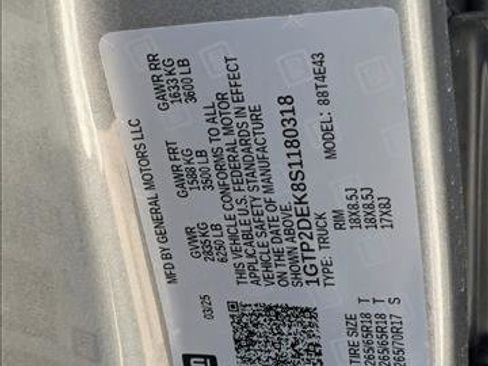 MFD BY GENERAL MOTORS LLC
03/25
GVWR
2835 KG
6250 LB
GAWR FRT
1588 KG
3500 LB
GAWR RR
1633 KG
3600 LB
THIS VEHICLE CONFORMS TO ALL
APPLICABLE U.S. FEDERAL MOTOR
VEHICLE SAFETY STANDARDS IN EFFECT
ON THE DATE OF MANUFACTURE
SHOWN ABOVE.
1GTP2DEK8S1180318
TYPE: TRUCK MODEL: 88T4E43
TIRE SIZE RIM
265/65R18 T 18X8.5J
265/65R18 T 18X8.5J
265/70R17 S 17X8J